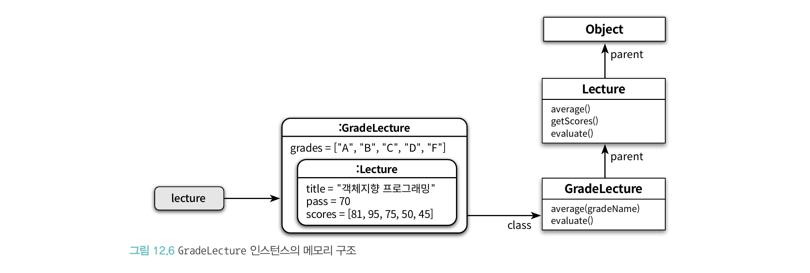 Object
parent
Lecture
average()
getScores()
evaluate()
parent
:GradeLecture
grades = ["A", "B", "C", "D", "F"]
:Lecture
title = "객체지향 프로그래밍"
pass = 70
scores = [81, 95, 75, 50, 45]
lecture
class
GradeLecture
average(gradeName)
evaluate()
그림 12.6 GradeLecture 인스턴스의 메모리 구조